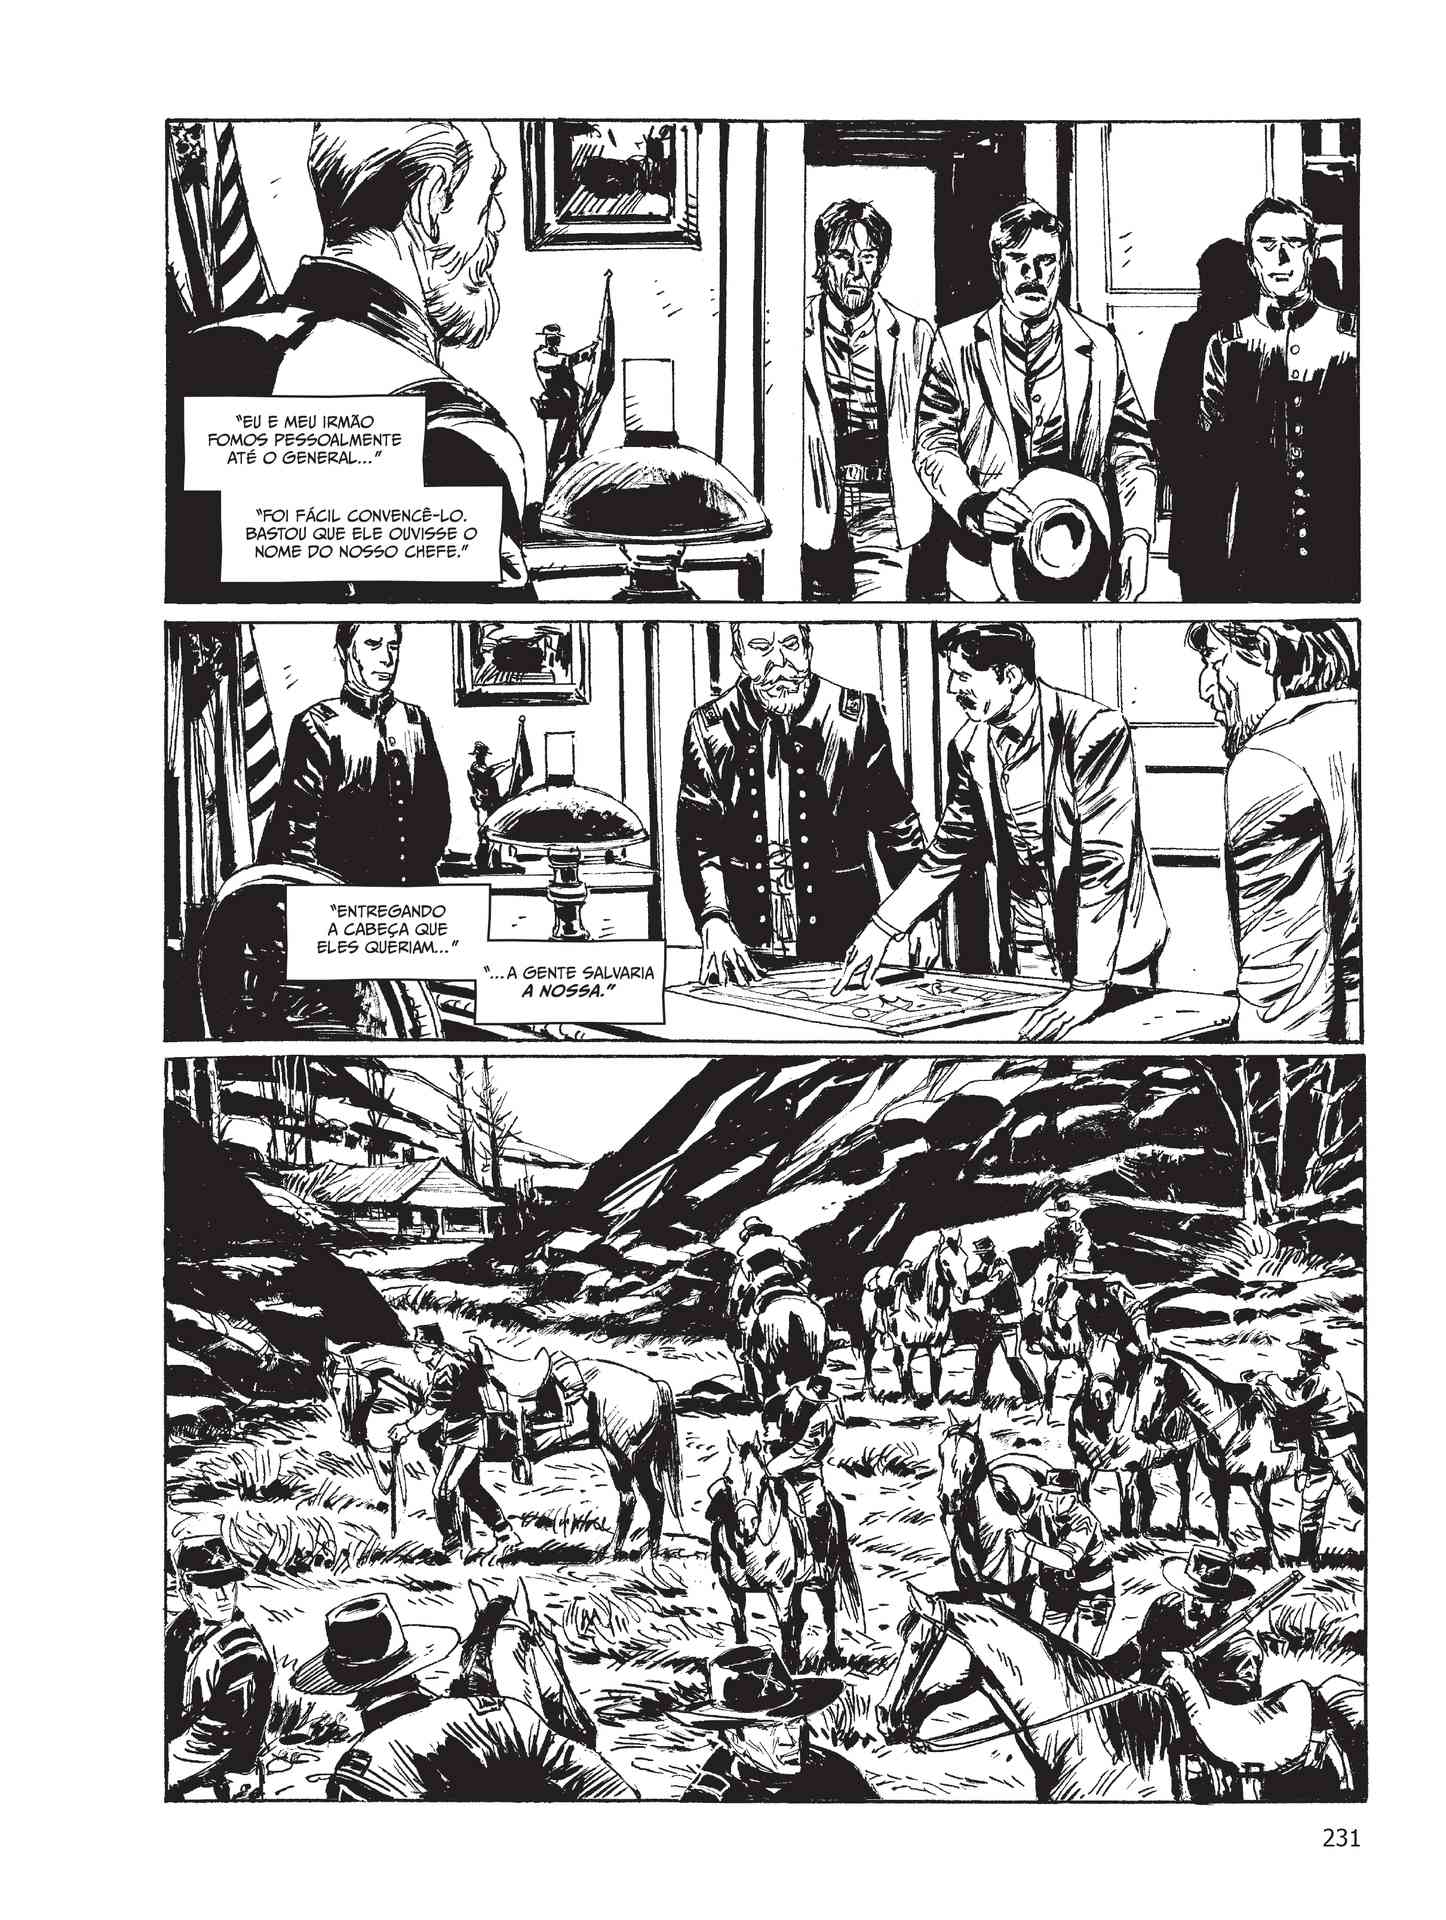 “EU E MEU IRMÃO
FOMOS PESSOALMENTE
ATÉ O GENERAL...”
“FOI FÁCIL CONVENCÊ-LO.
BASTOU QUE ELE OUVISSE O
NOME DO NOSSO CHEFE.”
“ENTREGANDO
A CABEÇA QUE
ELES QUERIAM...”
“...A GENTE SALVARIA
A NOSSA.”
231